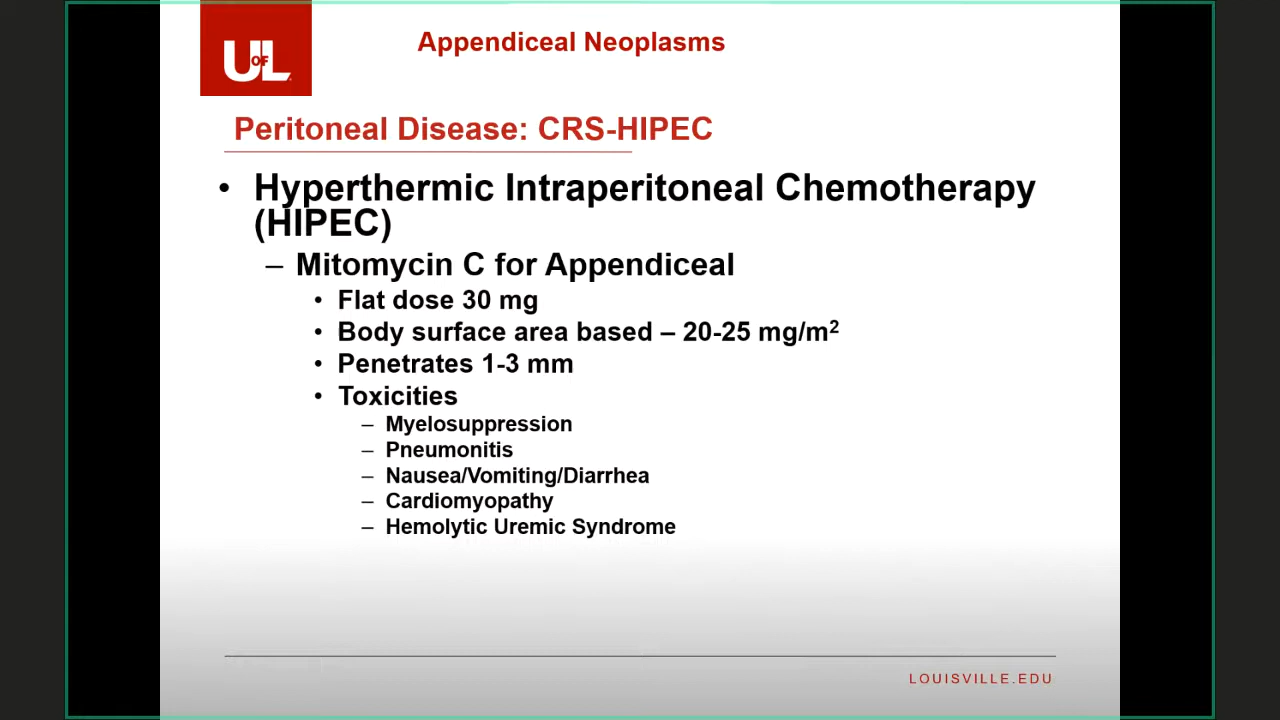 UofL
Appendiceal Neoplasms
Peritoneal Disease: CRS-HIPEC
• Hyperthermic Intraperitoneal Chemotherapy
(HIPEC)
– Mitomycin C for Appendiceal
• Flat dose 30 mg
• Body surface area based – 20-25 mg/m²
• Penetrates 1-3 mm
• Toxicities
– Myelosuppression
– Pneumonitis
– Nausea/Vomiting/Diarrhea
– Cardiomyopathy
– Hemolytic Uremic Syndrome
LOUISVILLE.EDU